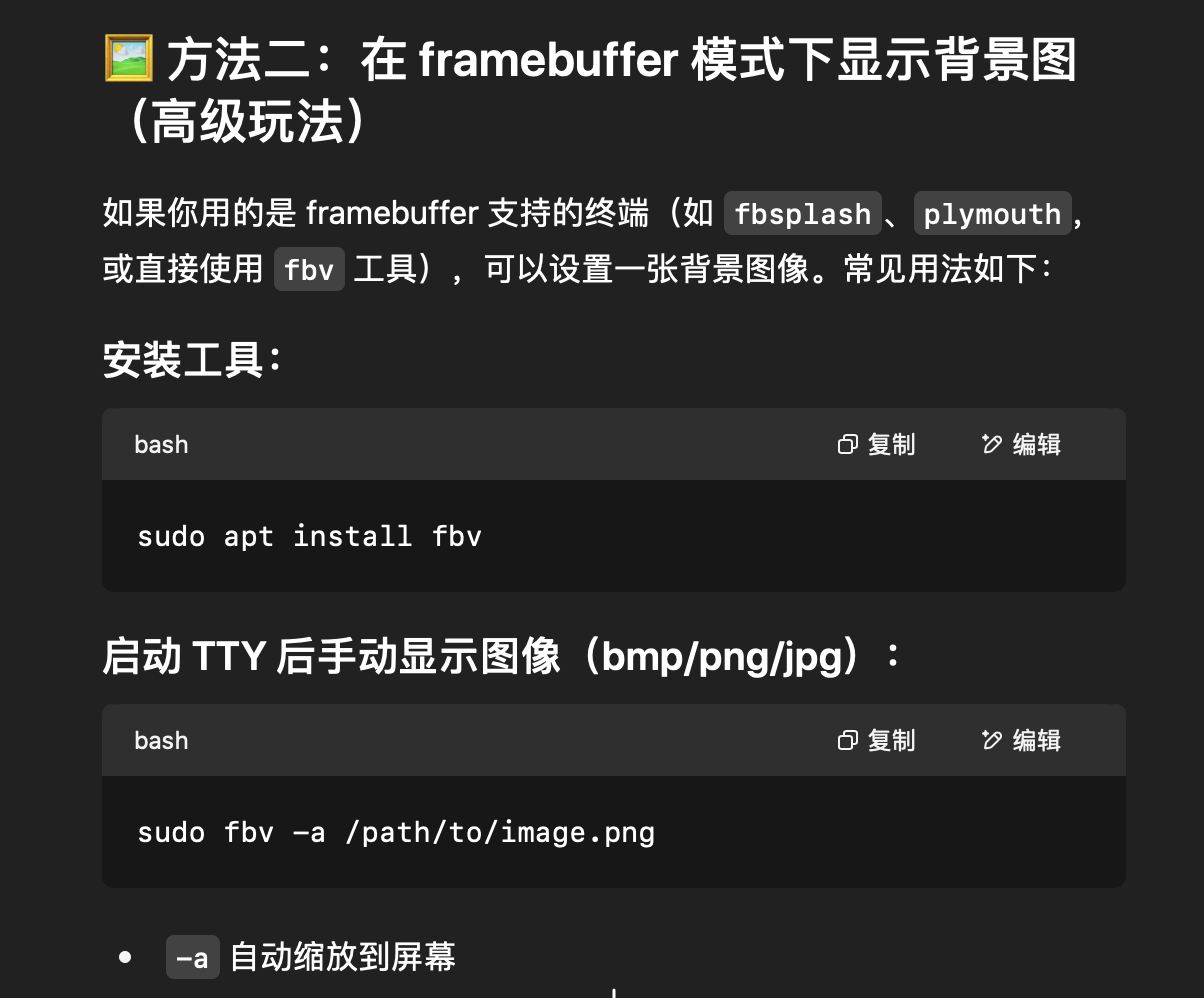 🖼️ 方法二：在 framebuffer 模式下显示背景图
（高级玩法）
如果你用的是 framebuffer 支持的终端（如 fbsplash、plymouth，
或直接使用 fbv 工具），可以设置一张背景图像。常见用法如下：
安装工具：
bash 复制 编辑
sudo apt install fbv
启动 TTY 后手动显示图像（bmp/png/jpg）：
bash 复制 编辑
sudo fbv -a /path/to/image.png
• -a 自动缩放到屏幕